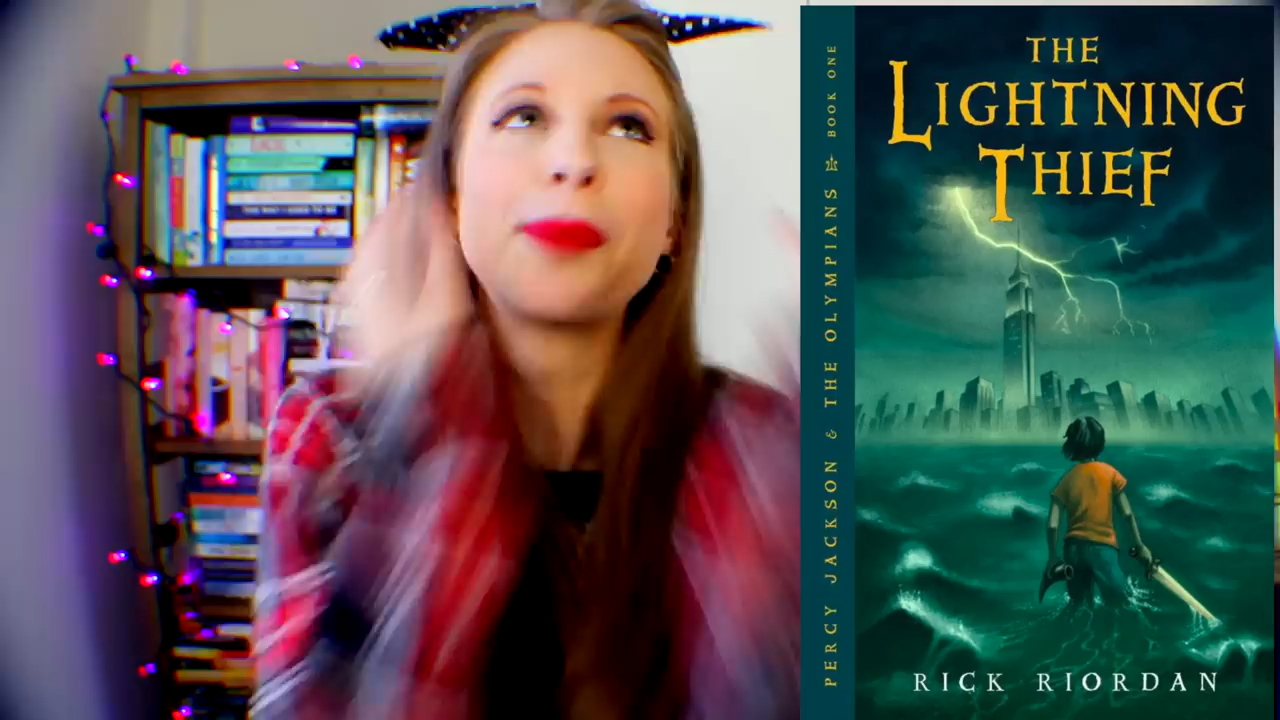 THE
LIGHTNING
THIEF
PERCY JACKSON & THE OLYMPIANS BOOK ONE
RICK RIORDAN